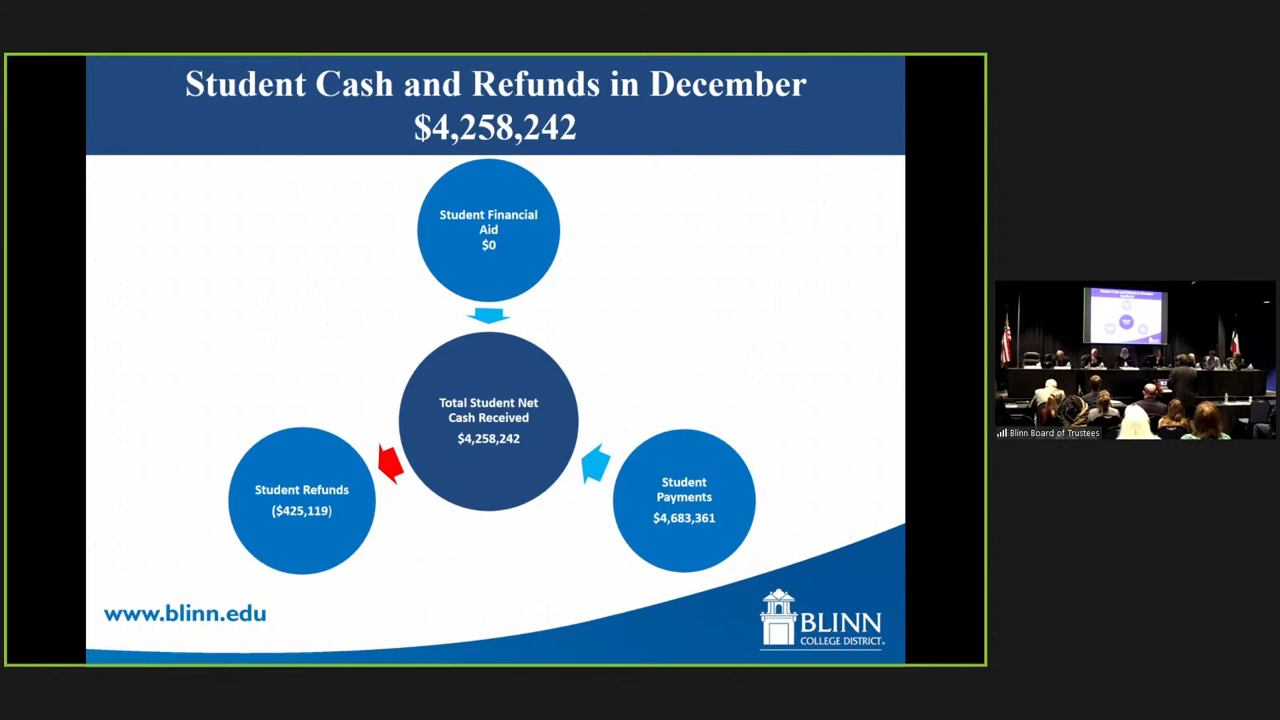 Student Cash and Refunds in December
$4,258,242
Student Financial
Aid
$0
Total Student Net
Cash Received
$4,258,242
Student Refunds
($425,119)
Student
Payments
$4,683,361
www.blinn.edu
BLINN
COLLEGE DISTRICT.
Blinn Board of Trustees